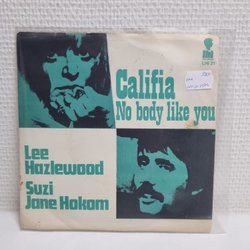 Califia
No body like you
Lee
Hazlewood
Suzi
Jane Hokom